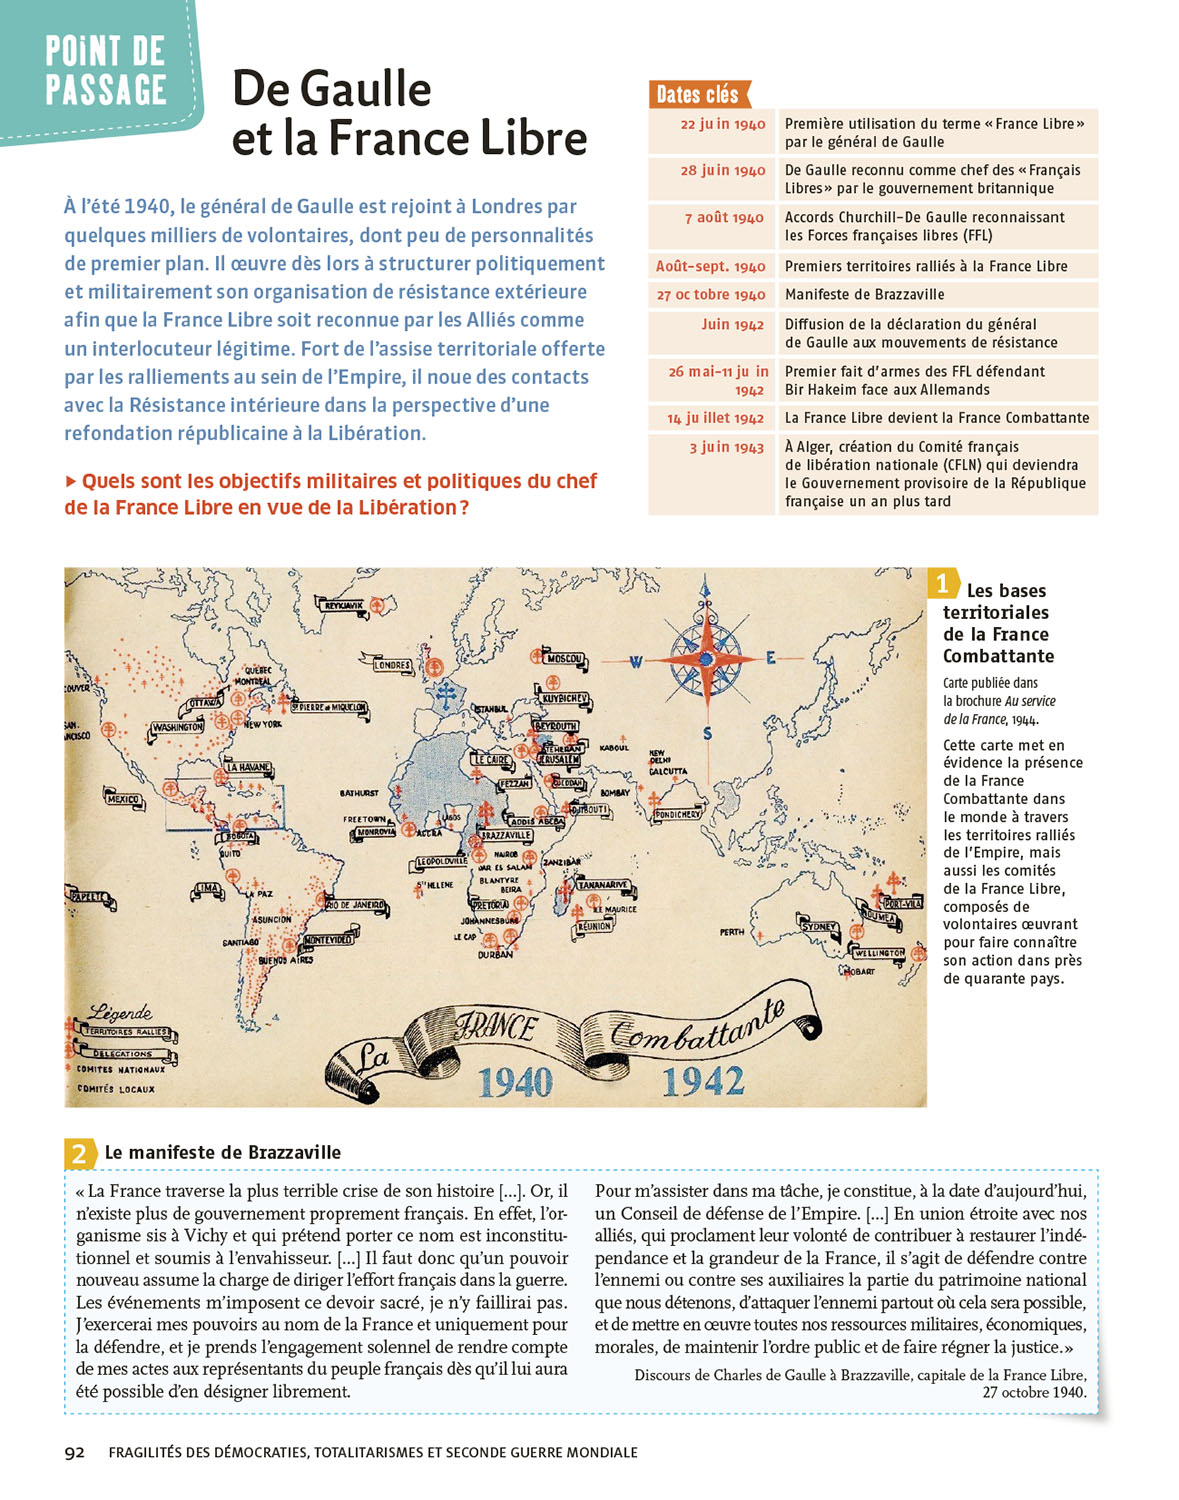 POINT DE
PASSAGE
De Gaulle
et la France Libre
À l'été 1940, le général de Gaulle est rejoint à Londres par
quelques milliers de volontaires, dont peu de personnalités
de premier plan. Il œuvre dès lors à structurer politiquement
et militairement son organisation de résistance extérieure
afin que la France Libre soit reconnue par les Alliés comme
un interlocuteur légitime. Fort de l'assise territoriale offerte
par les ralliements au sein de l'Empire, il noue des contacts
avec la Résistance intérieure dans la perspective d'une
refondation républicaine à la Libération.
▶ Quels sont les objectifs militaires et politiques du chef
de la France Libre en vue de la Libération ?
Dates clés
22 juin 1940 Première utilisation du terme « France Libre »
par le général de Gaulle
28 juin 1940 De Gaulle reconnu comme chef des « Français
Libres » par le gouvernement britannique
7 août 1940 Accords Churchill-De Gaulle reconnaissant
les Forces françaises libres (FFL)
Août-sept. 1940 Premiers territoires ralliés à la France Libre
27 oc tobre 1940 Manifeste de Brazzaville
Juin 1942 Diffusion de la déclaration du général
de Gaulle aux mouvements de résistance
26 mai-11 ju in Premier fait d'armes des FFL défendant
1942 Bir Hakeim face aux Allemands
14 ju illet 1942 La France Libre devient la France Combattante
3 juin 1943 À Alger, création du Comité français
de libération nationale (CFLN) qui deviendra
le Gouvernement provisoire de la République
française un an plus tard
REYKJAVIK
LONDRES
MOSCOU
KUYBICHEV
QUEBEC
MONTREAL
OUVER
OTTAWA
ST PIERRE et MIQUELON
WASHINGTON
NEW YORK
SAN.
NCISCO
ISTANBUL
BEYROUTH
TEHERAN
KABOUL
NEW
DELHI
LE CAIRE
JERUSALEM
CALCUTTA
LA HAVANE
MEXICO
BATHURST
FEZZAN
DJEDDAH
BOMBAY
DJIBOUTI
PONDICHERY
FREETOWN
MONROVIA
ACCRA
LAGOS
ADDIS ABEBA
BOGOTA
BRAZZAVILLE
QUITO
LEOPOLDVILLE
NAIROBI
ZANZIBAR
DAR ES SALAM
LIMA
LA PAZ
STE HELENE
BLANTYRE
BEIRA
TANANARIVE
PAPEETE
RIO DE JANEIRO
PRETORIA
ILE MAURICE
PORT-VILA
NOUMEA
ASUNCION
JOHANNESBURG
REUNION
PERTH
SYDNEY
SANTIAGO
MONTEVIDEO
LE CAP
DURBAN
BUENOS AIRES
WELLINGTON
HOBART
N
W
E
S
Légende
TERRITOIRES RALLIES
DELEGATIONS
COMITES NATIONAUX
COMITÉS LOCAUX
La FRANCE Combattante
1940 1942
1 Les bases
territoriales
de la France
Combattante
Carte publiée dans
la brochure Au service
de la France, 1944.
Cette carte met en
évidence la présence
de la France
Combattante dans
le monde à travers
les territoires ralliés
de l'Empire, mais
aussi les comités
de la France Libre,
composés de
volontaires œuvrant
pour faire connaître
son action dans près
de quarante pays.
2 Le manifeste de Brazzaville
« La France traverse la plus terrible crise de son histoire [...]. Or, il
n'existe plus de gouvernement proprement français. En effet, l'or-
ganisme sis à Vichy et qui prétend porter ce nom est inconstitu-
tionnel et soumis à l'envahisseur. [...] Il faut donc qu'un pouvoir
nouveau assume la charge de diriger l'effort français dans la guerre.
Les événements m'imposent ce devoir sacré, je n'y faillirai pas.
J'exercerai mes pouvoirs au nom de la France et uniquement pour
la défendre, et je prends l'engagement solennel de rendre compte
de mes actes aux représentants du peuple français dès qu'il lui aura
été possible d'en désigner librement.
Pour m'assister dans ma tâche, je constitue, à la date d'aujourd'hui,
un Conseil de défense de l'Empire. [...] En union étroite avec nos
alliés, qui proclament leur volonté de contribuer à restaurer l'indé-
pendance et la grandeur de la France, il s'agit de défendre contre
l'ennemi ou contre ses auxiliaires la partie du patrimoine national
que nous détenons, d'attaquer l'ennemi partout où cela sera possible,
et de mettre en œuvre toutes nos ressources militaires, économiques,
morales, de maintenir l'ordre public et de faire régner la justice. »
Discours de Charles de Gaulle à Brazzaville, capitale de la France Libre,
27 octobre 1940.
92 FRAGILITÉS DES DÉMOCRATIES, TOTALITARISMES ET SECONDE GUERRE MONDIALE